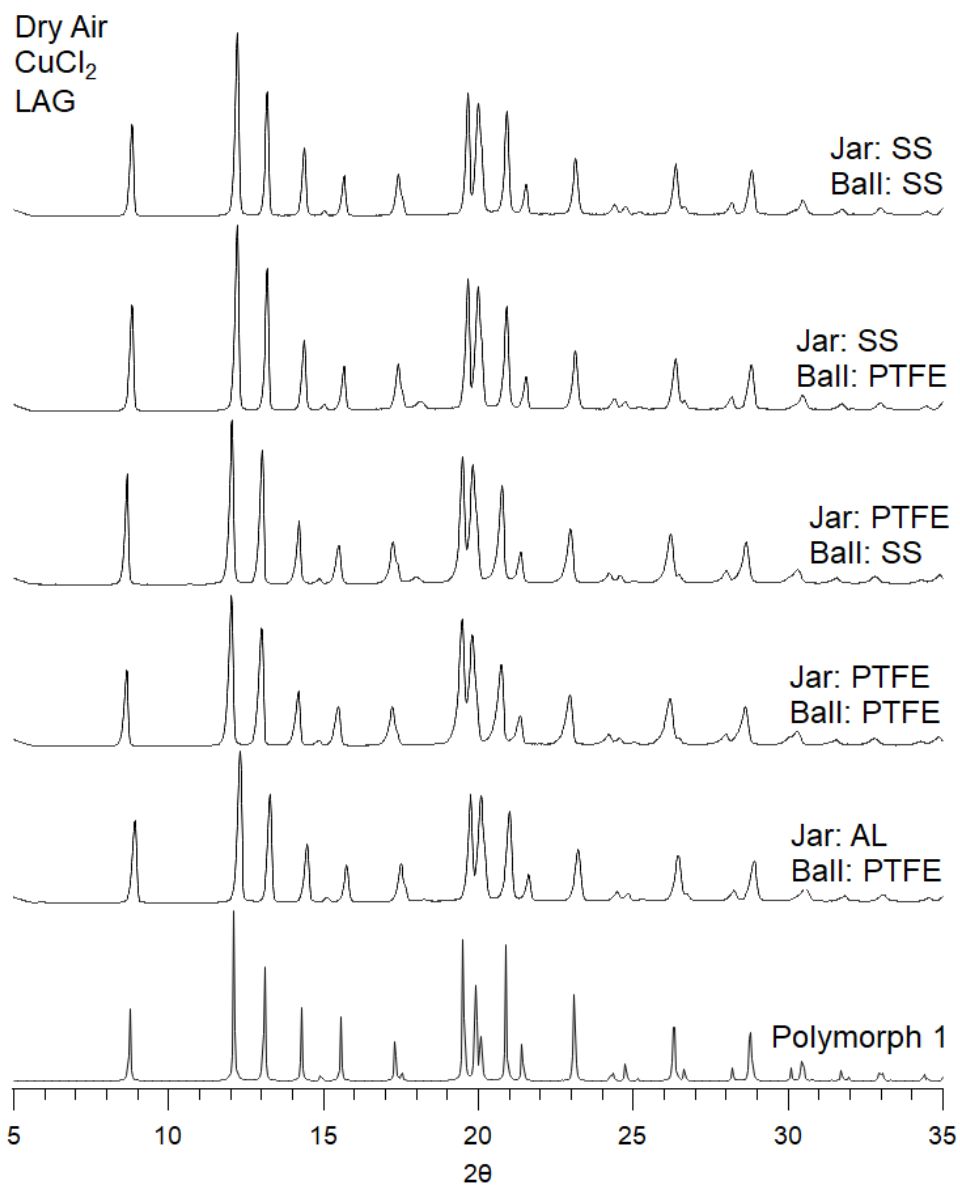 Dry Air
CuCl₂
LAG
Jar: SS
Ball: SS
Jar: SS
Ball: PTFE
Jar: PTFE
Ball: SS
Jar: PTFE
Ball: PTFE
Jar: AL
Ball: PTFE
Polymorph 1
5 10 15 20 25 30 35
2θ